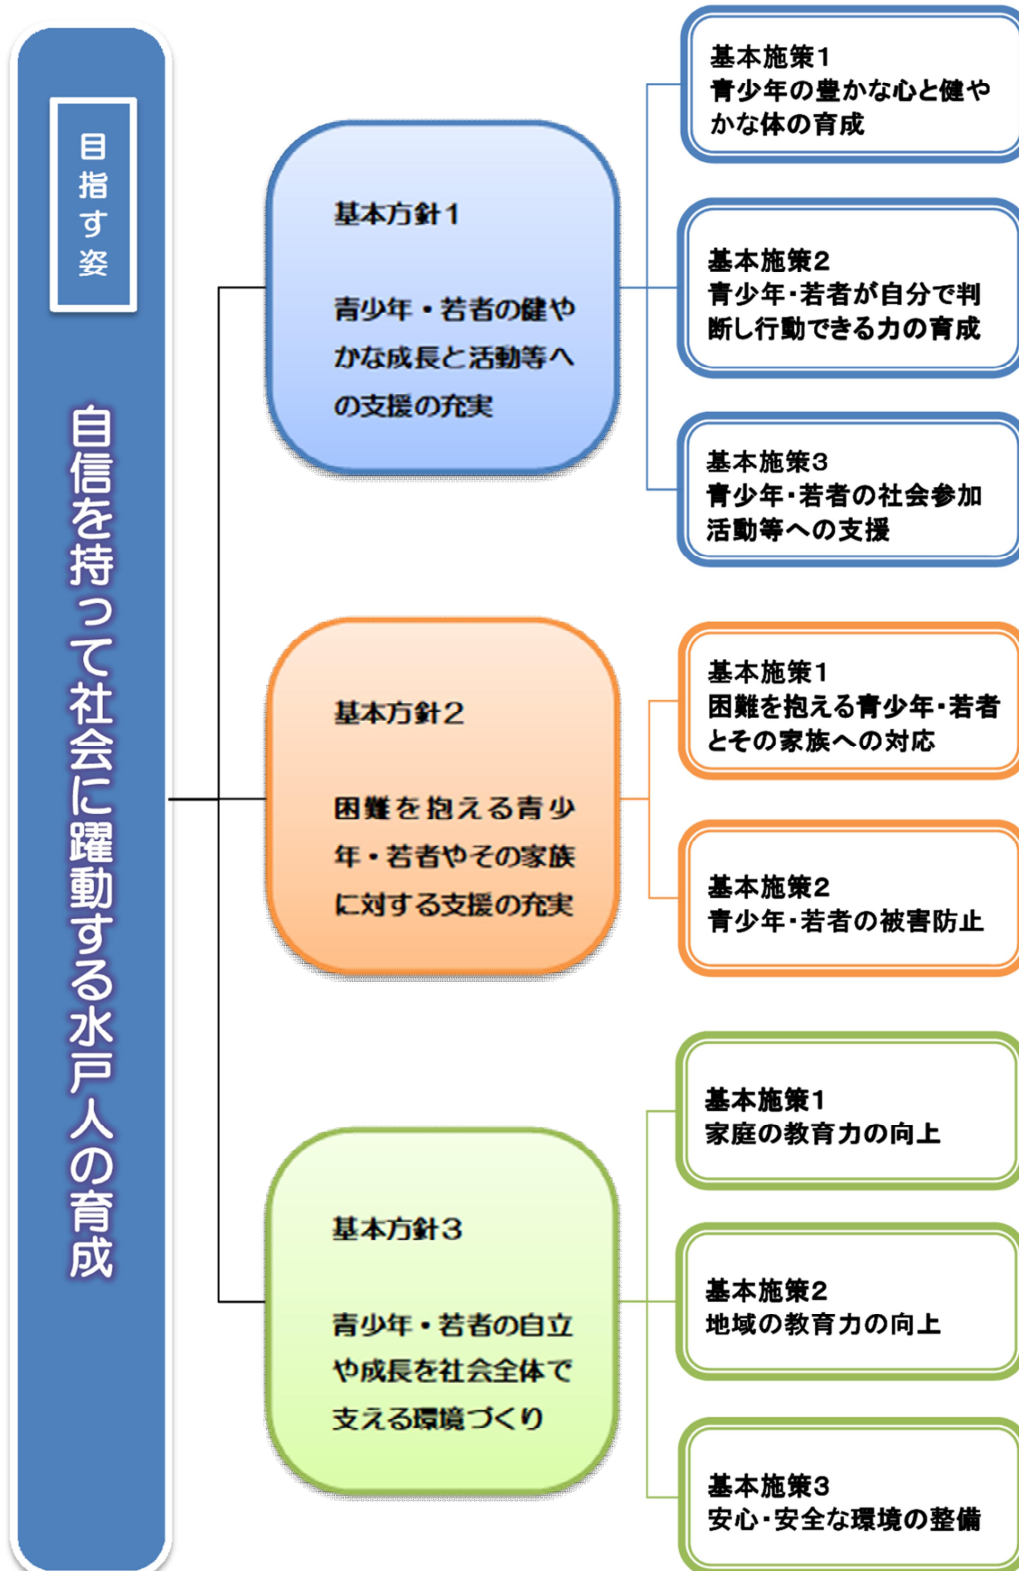 目指す姿
自信を持って社会に躍動する水戸人の育成
基本方針1
青少年・若者の健や
かな成長と活動等へ
の支援の充実
基本施策1
青少年の豊かな心と健や
かな体の育成
基本施策2
青少年・若者が自分で判
断し行動できる力の育成
基本施策3
青少年・若者の社会参加
活動等への支援
基本方針2
困難を抱える青少
年・若者やその家族
に対する支援の充実
基本施策1
困難を抱える青少年・若者
とその家族への対応
基本施策2
青少年・若者の被害防止
基本方針3
青少年・若者の自立
や成長を社会全体で
支える環境づくり
基本施策1
家庭の教育力の向上
基本施策2
地域の教育力の向上
基本施策3
安心・安全な環境の整備